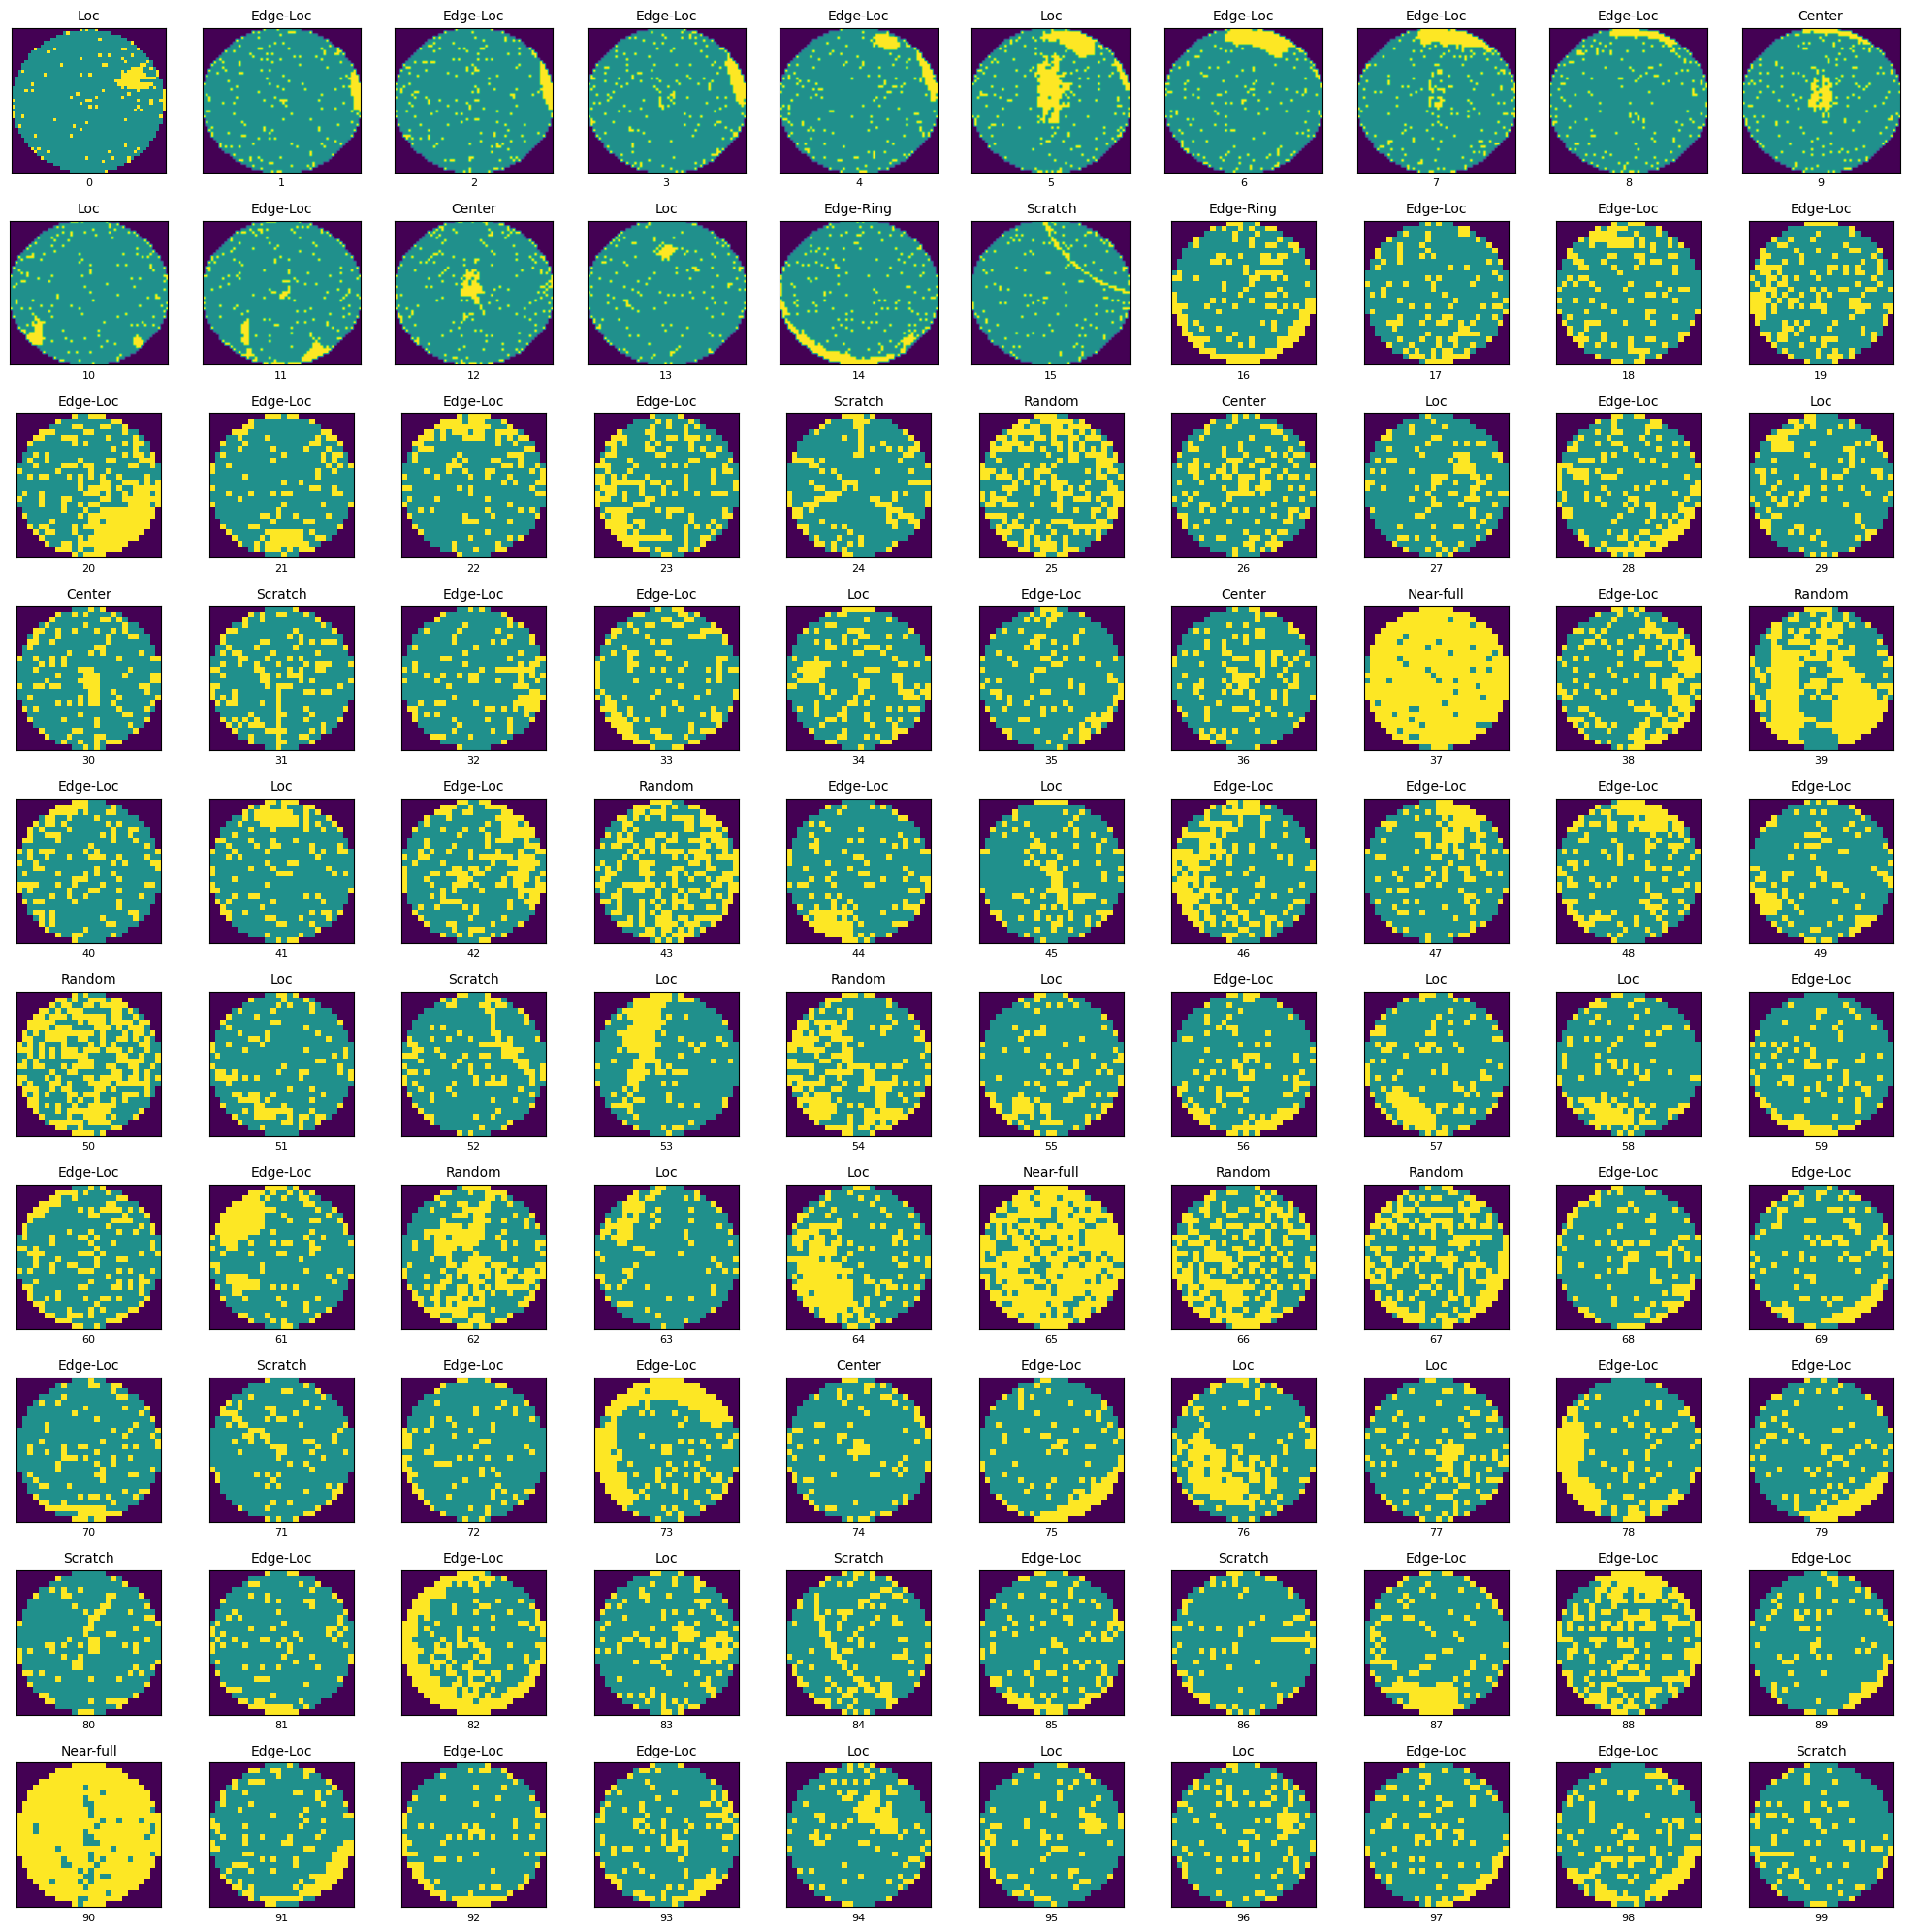 Loc Edge-Loc Edge-Loc Edge-Loc Edge-Loc Loc Edge-Loc Edge-Loc Edge-Loc Center
0 1 2 3 4 5 6 7 8 9
Loc Edge-Loc Center Loc Edge-Ring Scratch Edge-Ring Edge-Loc Edge-Loc Edge-Loc
10 11 12 13 14 15 16 17 18 19
Edge-Loc Edge-Loc Edge-Loc Edge-Loc Scratch Random Center Loc Edge-Loc Loc
20 21 22 23 24 25 26 27 28 29
Center Scratch Edge-Loc Edge-Loc Loc Edge-Loc Center Near-full Edge-Loc Random
30 31 32 33 34 35 36 37 38 39
Edge-Loc Loc Edge-Loc Random Edge-Loc Loc Edge-Loc Edge-Loc Edge-Loc Edge-Loc
40 41 42 43 44 45 46 47 48 49
Random Loc Scratch Loc Random Loc Edge-Loc Loc Loc Edge-Loc
50 51 52 53 54 55 56 57 58 59
Edge-Loc Edge-Loc Random Loc Loc Near-full Random Random Edge-Loc Edge-Loc
60 61 62 63 64 65 66 67 68 69
Edge-Loc Scratch Edge-Loc Edge-Loc Center Edge-Loc Loc Loc Edge-Loc Edge-Loc
70 71 72 73 74 75 76 77 78 79
Scratch Edge-Loc Edge-Loc Loc Scratch Edge-Loc Scratch Edge-Loc Edge-Loc Edge-Loc
80 81 82 83 84 85 86 87 88 89
Near-full Edge-Loc Edge-Loc Edge-Loc Loc Loc Loc Edge-Loc Edge-Loc Scratch
90 91 92 93 94 95 96 97 98 99